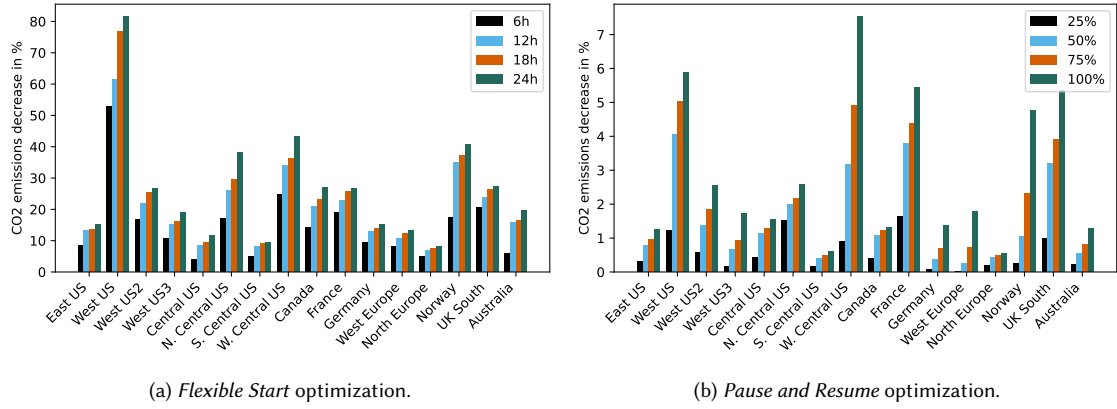 CO2 emissions decrease in %
80
70
60
50
40
30
20
10
0
6h
12h
18h
24h
East US
West US
West US2
West US3
Central US
N. Central US
S. Central US
W. Central US
Canada
France
Germany
West Europe
North Europe
Norway
UK South
Australia
(a) Flexible Start optimization.
CO2 emissions decrease in %
7
6
5
4
3
2
1
0
25%
50%
75%
100%
East US
West US
West US2
West US3
Central US
N. Central US
S. Central US
W. Central US
Canada
France
Germany
West Europe
North Europe
Norway
UK South
Australia
(b) Pause and Resume optimization.